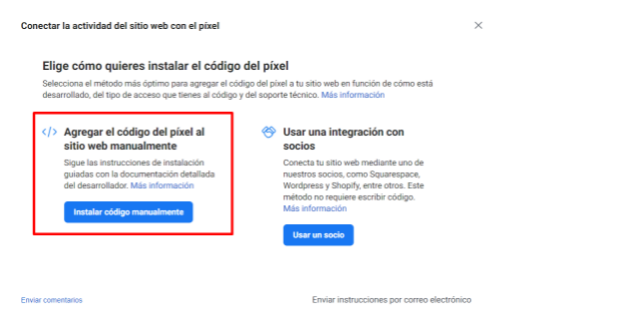 Conectar la actividad del sitio web con el píxel
Elige cómo quieres instalar el código del píxel
Selecciona el método más óptimo para agregar el código del píxel a tu sitio web en función de cómo está
desarrollado, del tipo de acceso que tienes al código y del soporte técnico. Más información
Agregar el código del píxel al
sitio web manualmente
Sigue las instrucciones de instalación
guiadas con la documentación detallada
del desarrollador. Más información
Instalar código manualmente
Usar una integración con
socios
Conecta tu sitio web mediante uno de
nuestros socios, como Squarespace,
Wordpress y Shopify, entre otros. Este
método no requiere escribir código.
Más información
Usar un socio
Enviar comentarios
Enviar instrucciones por correo electrónico